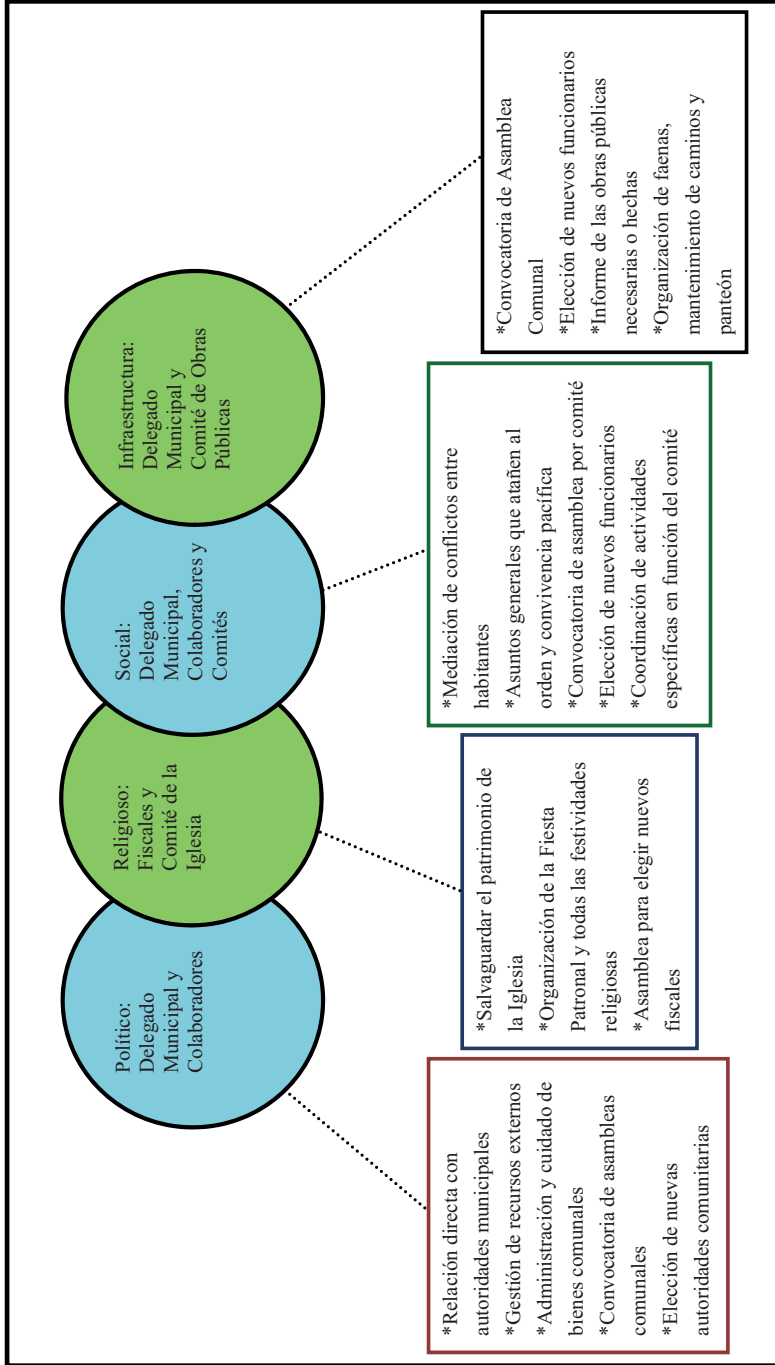 Político:
Delegado
Municipal y
Colaboradores
Religioso:
Fiscales y
Comité de la
Iglesia
Social:
Delegado
Municipal,
Colaboradores y
Comités
Infraestructura:
Delegado
Municipal y
Comité de Obras
Públicas
*Relación directa con
autoridades municipales
*Gestión de recursos externos
*Administración y cuidado de
bienes comunales
*Convocatoria de asambleas
comunales
*Elección de nuevas
autoridades comunitarias
*Salvaguardar el patrimonio de
la Iglesia
*Organización de la Fiesta
Patronal y todas las festividades
religiosas
*Asamblea para elegir nuevos
fiscales
*Mediación de conflictos entre
habitantes
*Asuntos generales que atañen al
orden y convivencia pacífica
*Convocatoria de asamblea por comité
*Elección de nuevos funcionarios
*Coordinación de actividades
específicas en función del comité
*Convocatoria de Asamblea
Comunal
*Elección de nuevos funcionarios
*Informe de las obras públicas
necesarias o hechas
*Organización de faenas,
mantenimiento de caminos y
panteón